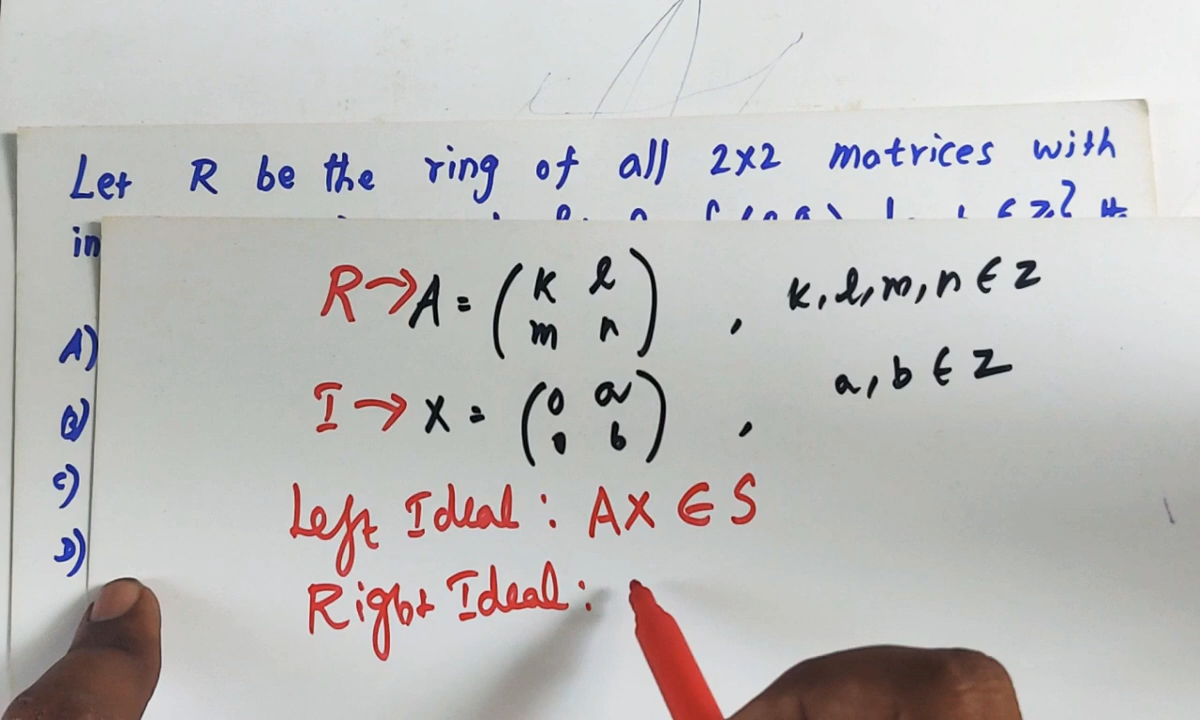 Let R be the ring of all 2x2 matrices with
in
R → A = (k l
m n) , k, l, m, n ∈ Z
I → X = (0 a
0 b) , a, b ∈ Z
Left Ideal : AX ∈ S
Right Ideal :
A)
B)
C)
D)